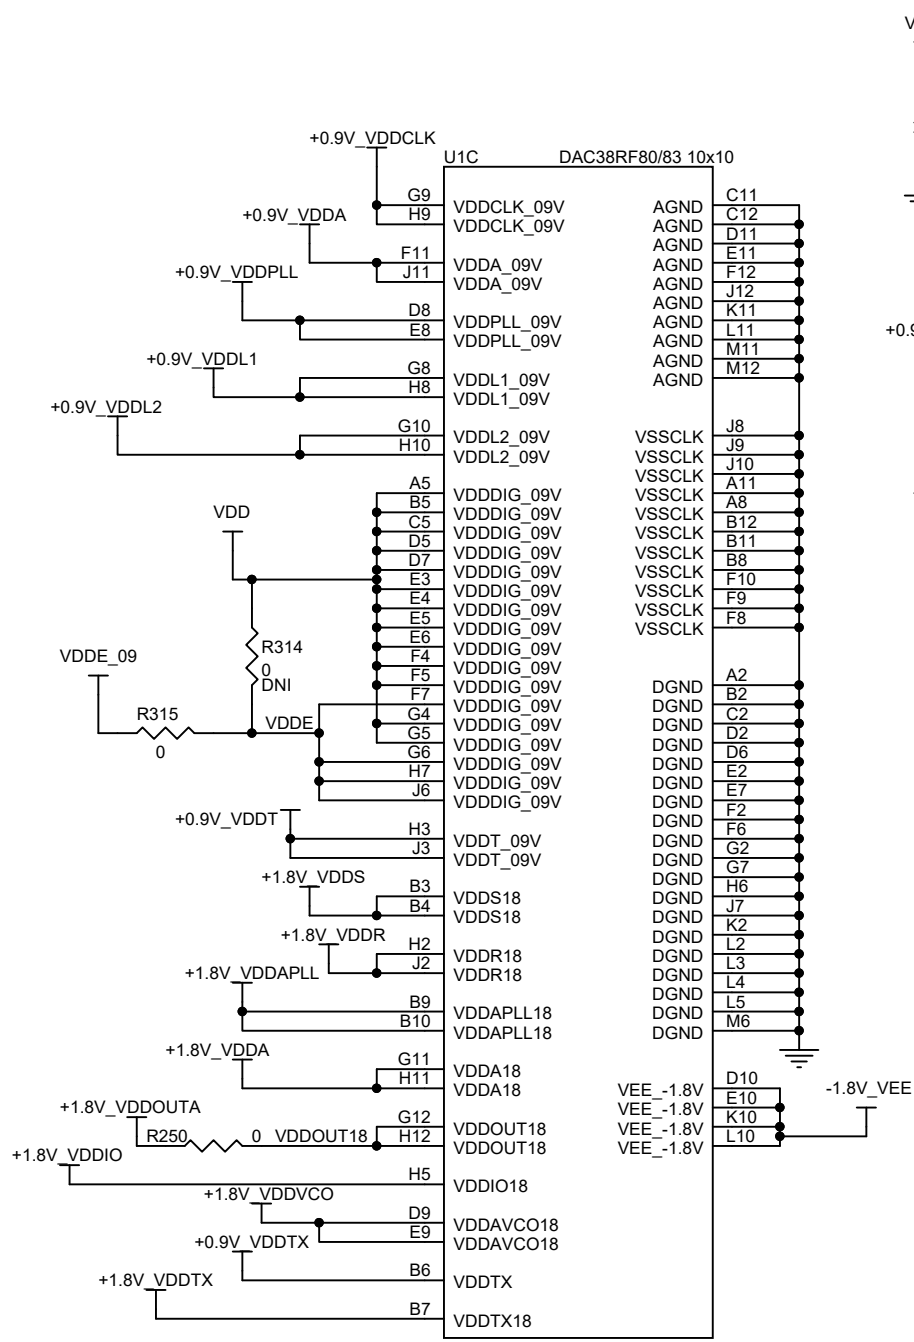 V
+0.9V_VDDCLK
U1C DAC38RF80/83 10x10
G9 VDDCLK_09V AGND C11
H9 VDDCLK_09V AGND C12
+0.9V_VDDA
AGND D11
F11 VDDA_09V AGND E11
J11 VDDA_09V AGND F12
+0.9V_VDDPLL
AGND J12
D8 VDDPLL_09V AGND K11
E8 VDDPLL_09V AGND L11
+0.9
+0.9V_VDDL1
AGND M11
G8 VDDL1_09V AGND M12
H8 VDDL1_09V
+0.9V_VDDL2
G10 VDDL2_09V VSSCLK J8
H10 VDDL2_09V VSSCLK J9
VSSCLK J10
A5 VDDDIG_09V VSSCLK A11
B5 VDDDIG_09V VSSCLK A8
VDD
C5 VDDDIG_09V VSSCLK B12
D5 VDDDIG_09V VSSCLK B11
D7 VDDDIG_09V VSSCLK B8
E3 VDDDIG_09V VSSCLK F10
E4 VDDDIG_09V VSSCLK F9
E5 VDDDIG_09V VSSCLK F8
E6 VDDDIG_09V
R314
0
DNI
VDDE_09
F4 VDDDIG_09V
F5 VDDDIG_09V DGND A2
F7 VDDDIG_09V DGND B2
R315
0
VDDE
G4 VDDDIG_09V DGND C2
G5 VDDDIG_09V DGND D2
G6 VDDDIG_09V DGND D6
H7 VDDDIG_09V DGND E2
J6 VDDDIG_09V DGND E7
+0.9V_VDDT
DGND F2
H3 VDDT_09V DGND F6
J3 VDDT_09V DGND G2
+1.8V_VDDS
DGND G7
B3 VDDS18 DGND H6
B4 VDDS18 DGND J7
+1.8V_VDDR
DGND K2
H2 VDDR18 DGND L2
J2 VDDR18 DGND L3
+1.8V_VDDAPLL
DGND L4
B9 VDDAPLL18 DGND L5
B10 VDDAPLL18 DGND M6
+1.8V_VDDA
G11 VDDA18
H11 VDDA18 VEE_-1.8V D10
-1.8V_VEE
+1.8V_VDDOUTA
VEE_-1.8V E10
G12 VDDOUT18 VEE_-1.8V K10
R250 0 VDDOUT18 H12 VDDOUT18 VEE_-1.8V L10
+1.8V_VDDIO
H5 VDDIO18
+1.8V_VDDVCO
D9 VDDAVCO18
E9 VDDAVCO18
+0.9V_VDDTX
B6 VDDTX
+1.8V_VDDTX
B7 VDDTX18